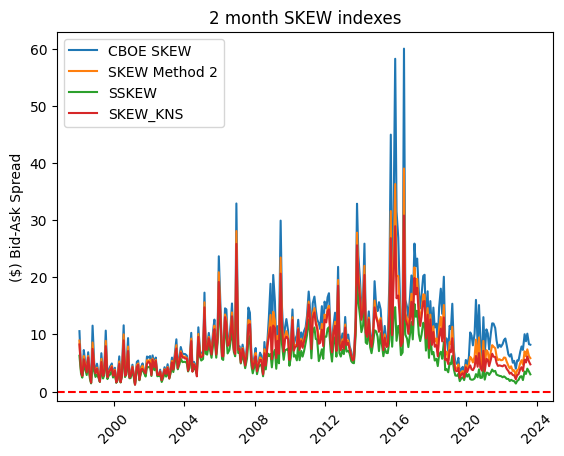 2 month SKEW indexes
CBOE SKEW
SKEW Method 2
SSKEW
SKEW_KNS
($) Bid-Ask Spread
60
50
40
30
20
10
0
2000
2004
2008
2012
2016
2020
2024